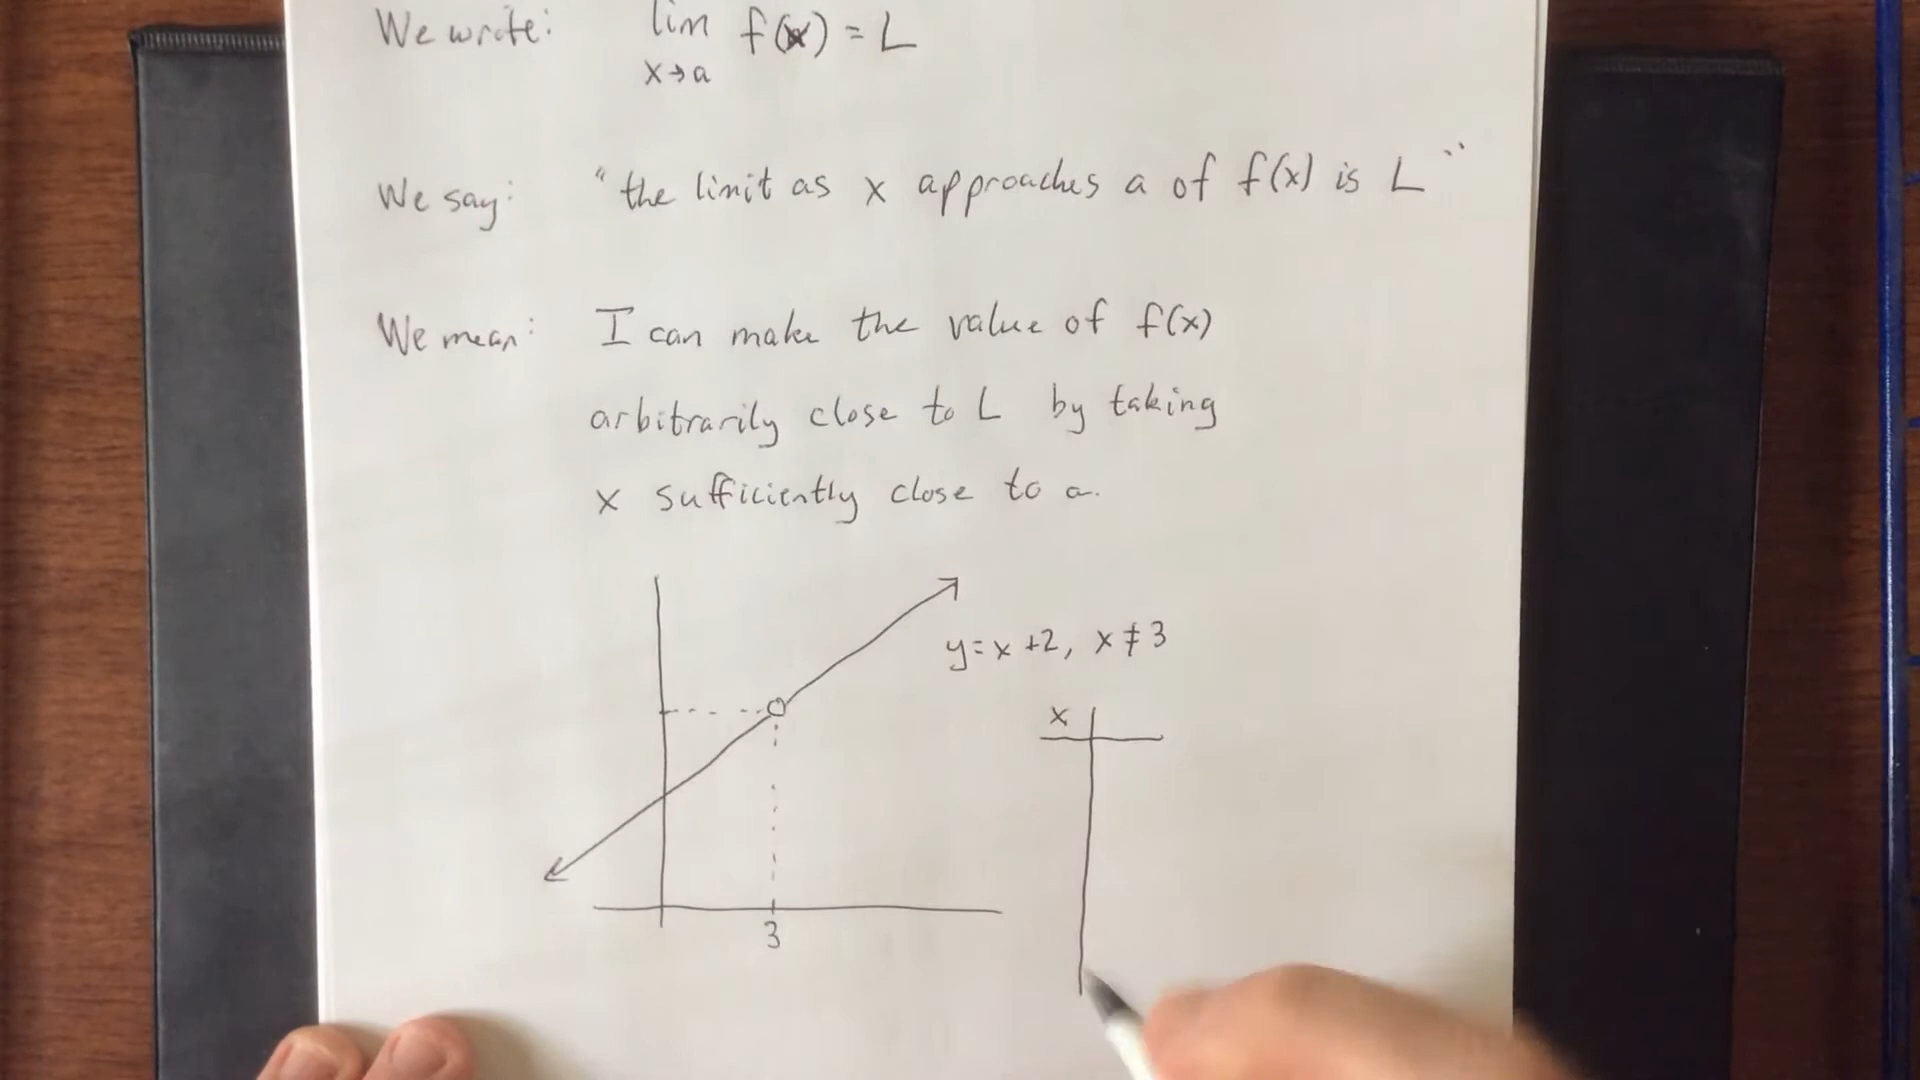 We write: lim f(x) = L
x→a
We say: "the limit as x approaches a of f(x) is L"
We mean: I can make the value of f(x)
arbitrarily close to L by taking
x sufficiently close to a.
y=x+2, x≠3
x
3